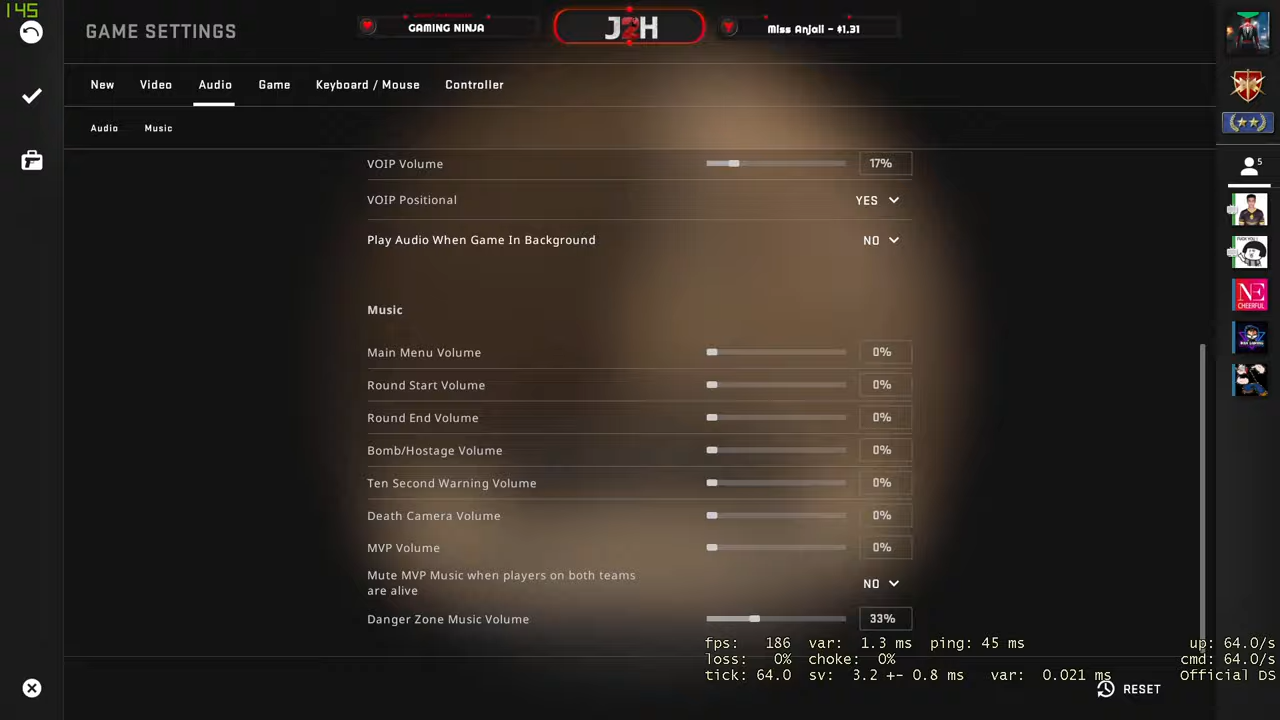 145
GAME SETTINGS
GAMING NINJA
J2H
Miss Anjali - $1.31
New Video Audio Game Keyboard / Mouse Controller
Audio Music
5
VOIP Volume 17%
VOIP Positional YES
Play Audio When Game In Background NO
Music
Main Menu Volume 0%
Round Start Volume 0%
Round End Volume 0%
Bomb/Hostage Volume 0%
Ten Second Warning Volume 0%
Death Camera Volume 0%
MVP Volume 0%
Mute MVP Music when players on both teams
are alive NO
Danger Zone Music Volume 33%
NE
CHEERFUL
fps: 186 var: 1.3 ms ping: 45 ms up: 64.0/s
loss: 0% choke: 0% cmd: 64.0/s
tick: 64.0 sv: 3.2 +- 0.8 ms var: 0.021 ms Official DS
RESET